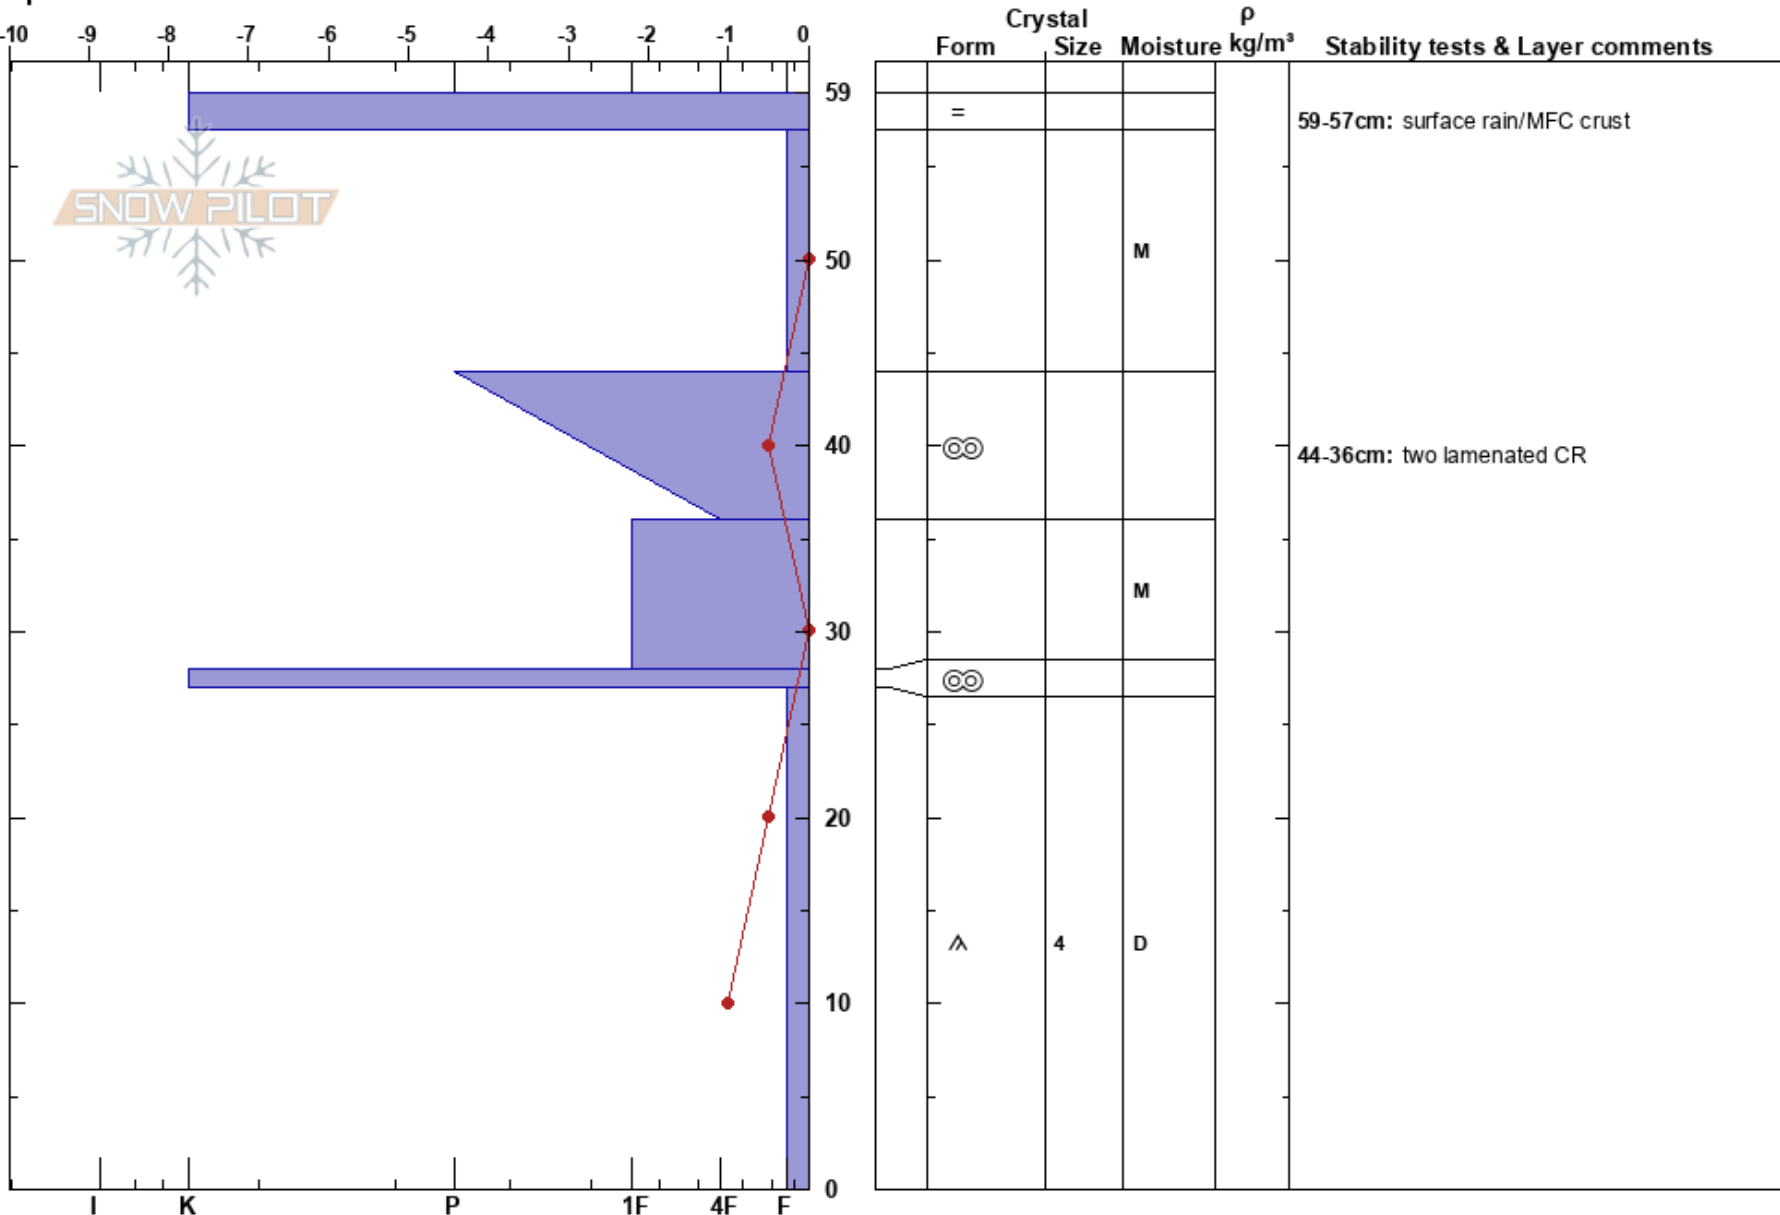 Crystal ρ
-10 -9 -8 -7 -6 -5 -4 -3 -2 -1 0 Form Size Moisture kg/m³ Stability tests & Layer comments
59
=
59-57cm: surface rain/MFC crust
SNOW PILOT
M
50
40
44-36cm: two lamenated CR
M
30
20
4 D
10
0
I K P 1F 4F F